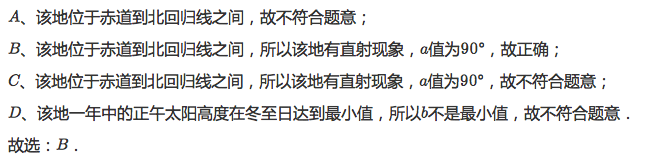 A、该地位于赤道到北回归线之间，故不符合题意；
B、该地位于赤道到北回归线之间，所以该地有直射现象，a值为90°，故正确；
C、该地位于赤道到北回归线之间，所以该地有直射现象，a值为90°，故不符合题意；
D、该地一年中的正午太阳高度在冬至日达到最小值，所以b不是最小值，故不符合题意．
故选：B．